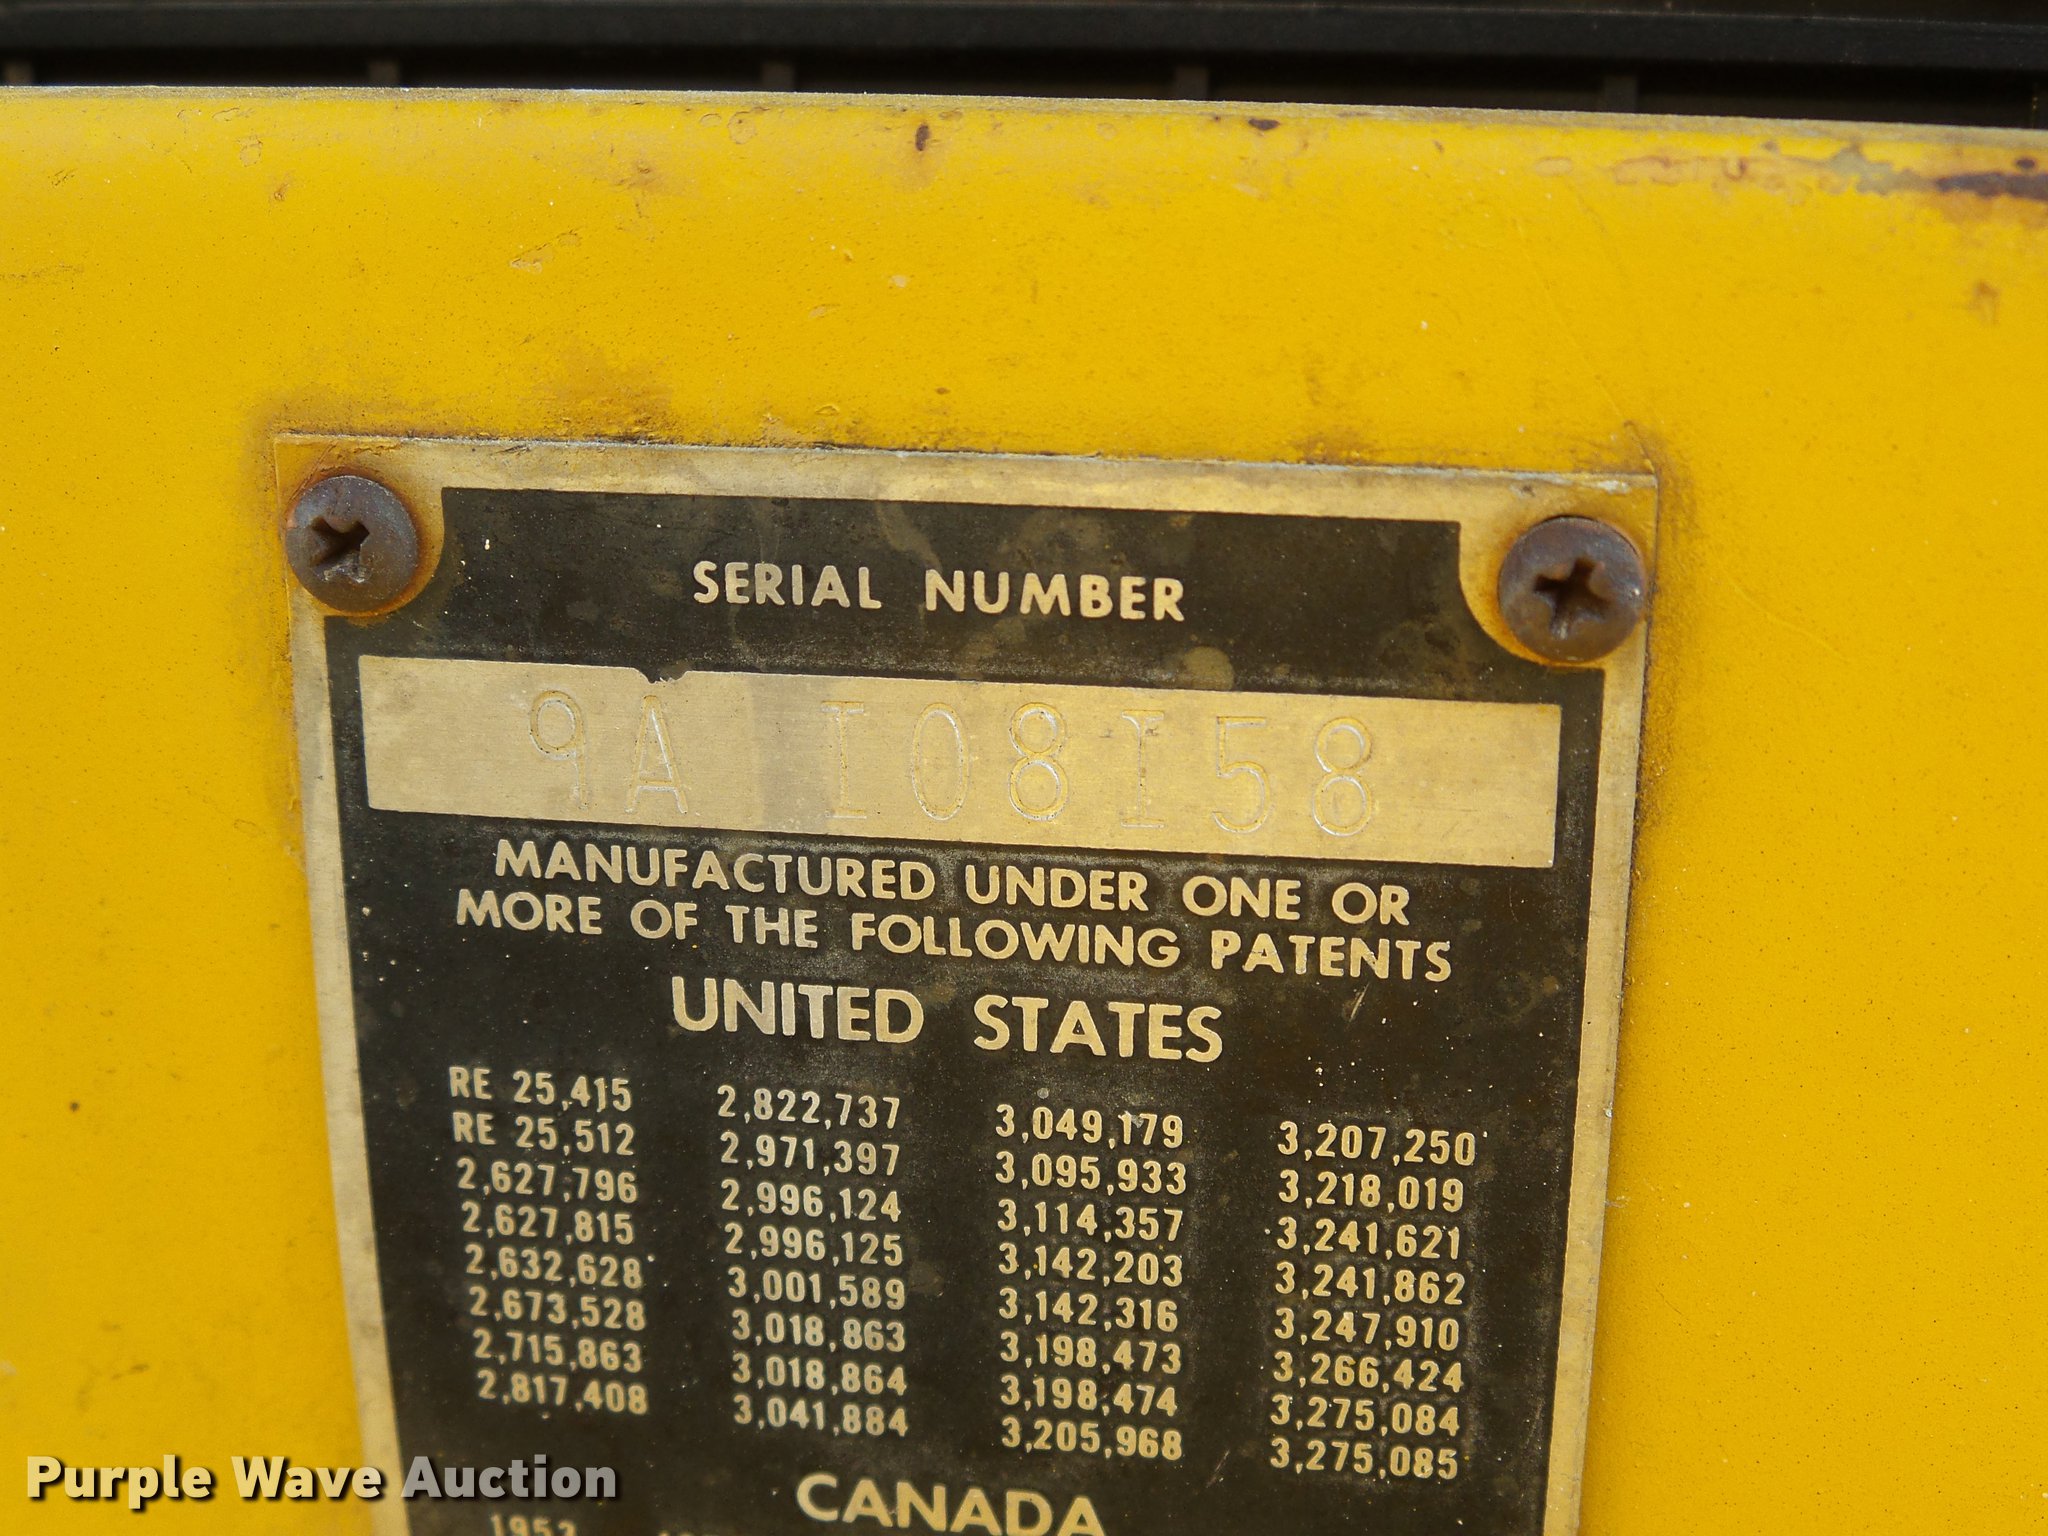 SERIAL NUMBER
9A 108158
MANUFACTURED UNDER ONE OR
MORE OF THE FOLLOWING PATENTS
UNITED STATES
RE 25,415 2,822,737 3,049,179 3,207,250
RE 25,512 2,971,397 3,095,933 3,218,019
2,627,796 2,996,124 3,114,357 3,241,621
2,627,815 2,996,125 3,142,203 3,241,862
2,632,628 3,001,589 3,142,316 3,247,910
2,673,528 3,018,863 3,198,473 3,266,424
2,715,863 3,018,864 3,198,474 3,275,084
2,817,408 3,041,884 3,205,968 3,275,085
CANADA
1953
Purple Wave Auction